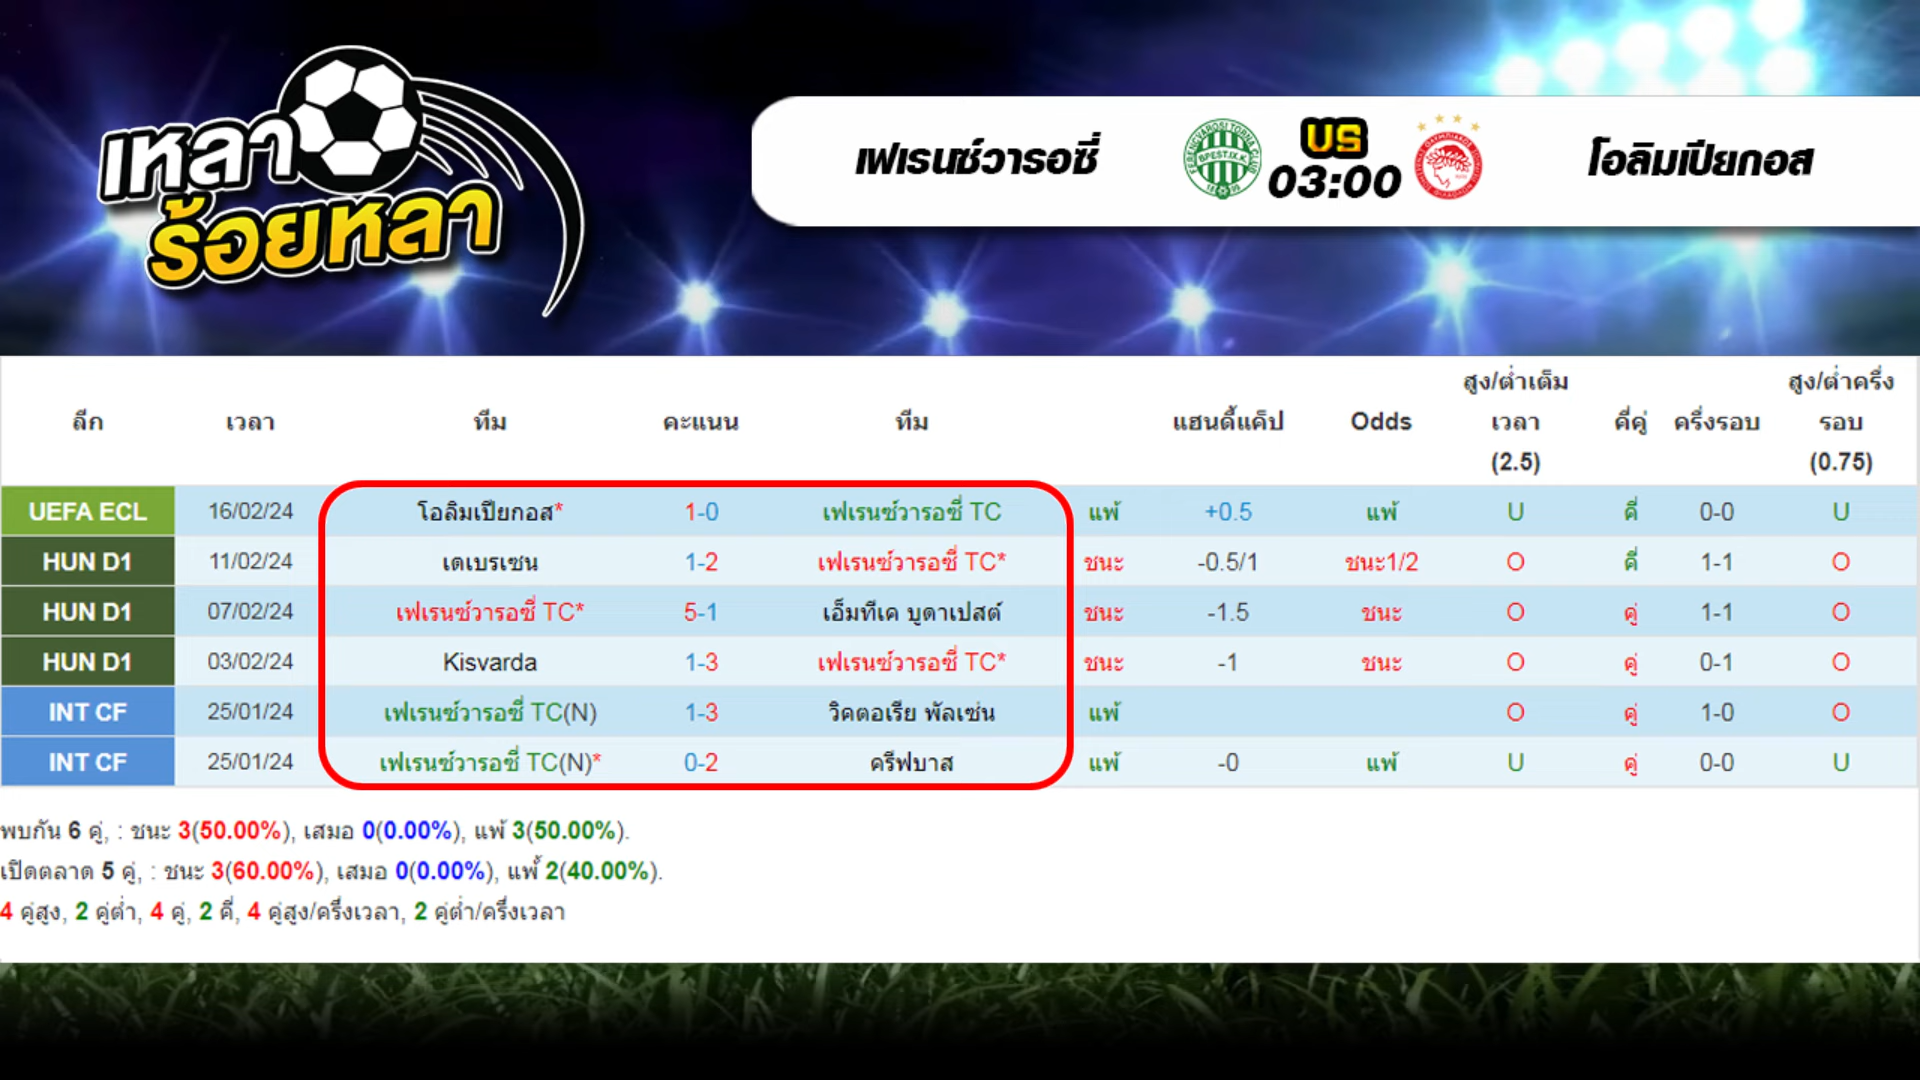 เหลา
ร้อยหลา
เฟเรนซ์วารอซี่ VS โอลิมเปียกอส
03:00
ลีก เวลา ทีม คะแนน ทีม แฮนดี้แค็ป Odds สูง/ต่ำเต็มเวลา (2.5) คี่คู่ ครึ่งรอบ สูง/ต่ำครึ่งรอบ (0.75)
UEFA ECL 16/02/24 โอลิมเปียกอส* 1-0 เฟเรนซ์วารอซี่ TC แพ้ +0.5 แพ้ U คี่ 0-0 U
HUN D1 11/02/24 เดเบรเซน 1-2 เฟเรนซ์วารอซี่ TC* ชนะ -0.5/1 ชนะ1/2 O คี่ 1-1 O
HUN D1 07/02/24 เฟเรนซ์วารอซี่ TC* 5-1 เอ็มทีเค บูดาเปสต์ ชนะ -1.5 ชนะ O คู่ 1-1 O
HUN D1 03/02/24 Kisvarda 1-3 เฟเรนซ์วารอซี่ TC* ชนะ -1 ชนะ O คู่ 0-1 O
INT CF 25/01/24 เฟเรนซ์วารอซี่ TC(N) 1-3 วิคตอเรีย พัลเซ่น แพ้ O คู่ 1-0 O
INT CF 25/01/24 เฟเรนซ์วารอซี่ TC(N)* 0-2 ครีฟบาส แพ้ -0 แพ้ U คู่ 0-0 U
พบกัน 6 คู่, : ชนะ 3(50.00%), เสมอ 0(0.00%), แพ้ 3(50.00%).
เปิดตลาด 5 คู่, : ชนะ 3(60.00%), เสมอ 0(0.00%), แพ้ 2(40.00%).
4 คู่สูง, 2 คู่ต่ำ, 4 คู่, 2 คี่, 4 คู่สูง/ครึ่งเวลา, 2 คู่ต่ำ/ครึ่งเวลา